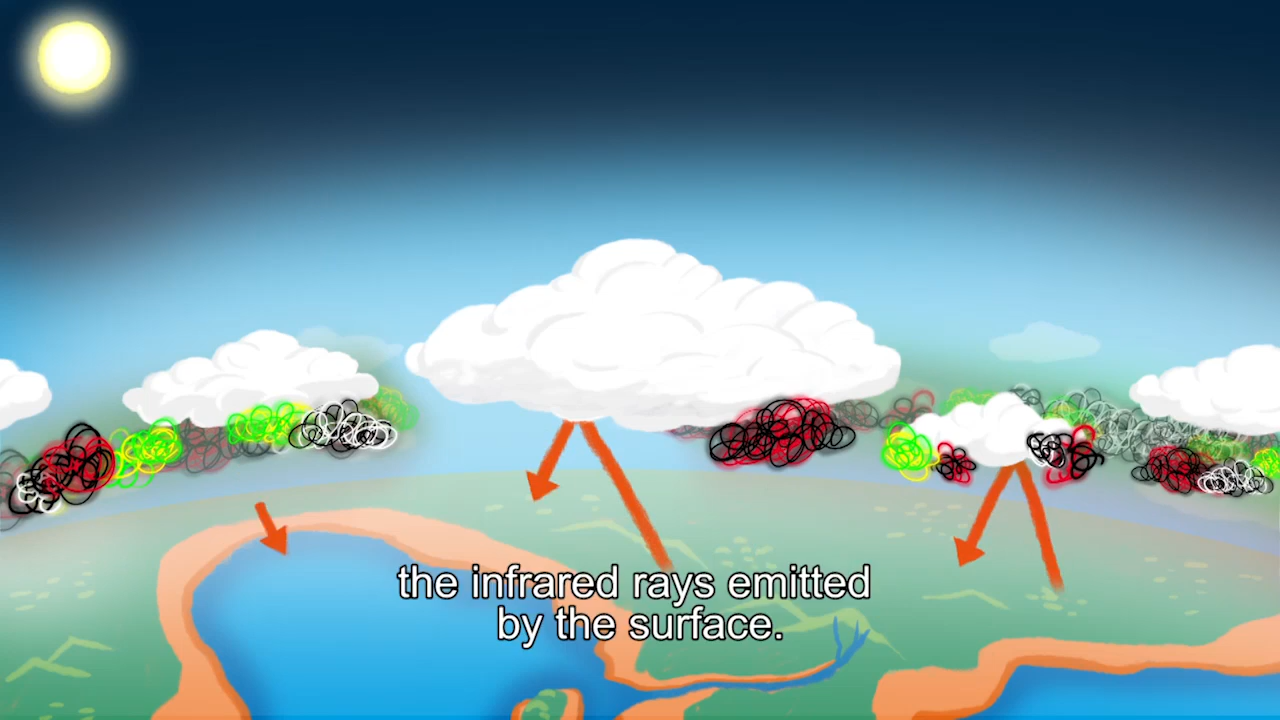 the infrared rays emitted
by the surface.